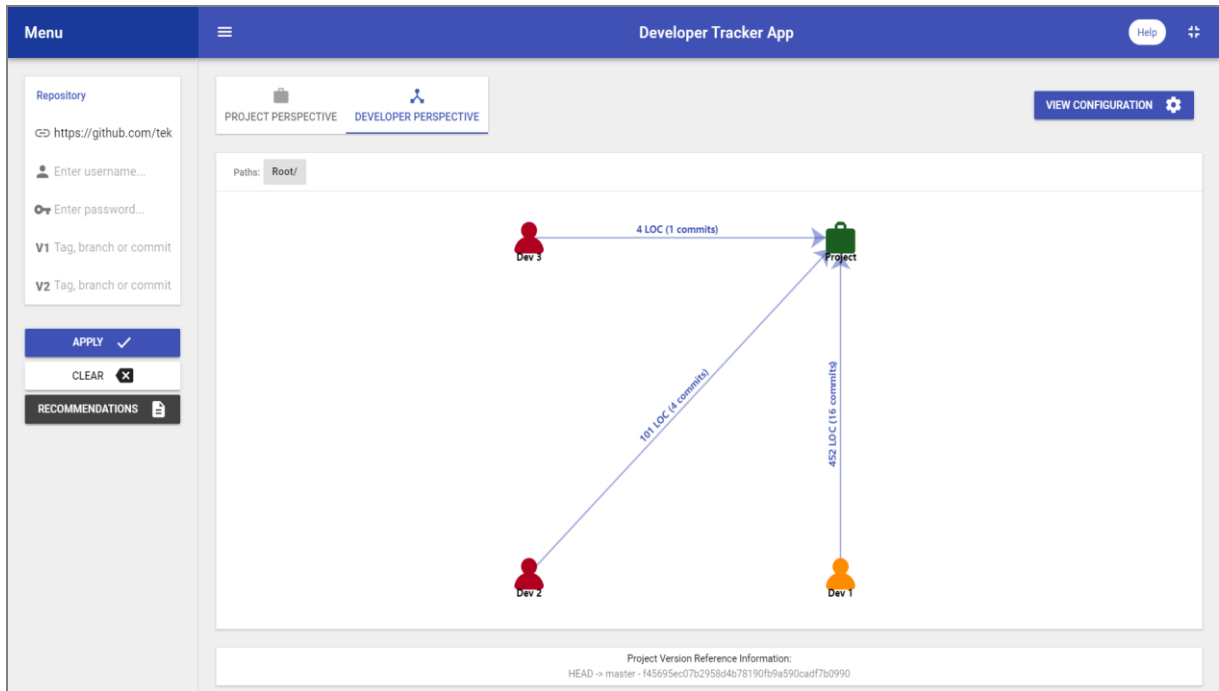 Menu
Developer Tracker App
Help
Repository
https://github.com/tek
Enter username...
Enter password...
V1 Tag, branch or commit
V2 Tag, branch or commit
APPLY
CLEAR
RECOMMENDATIONS
PROJECT PERSPECTIVE
DEVELOPER PERSPECTIVE
VIEW CONFIGURATION
Paths: Root/
4 LOC (1 commits)
Dev 3
Project
101 LOC (4 commits)
452 LOC (16 commits)
Dev 2
Dev 1
Project Version Reference Information:
HEAD -> master - f45695ec07b2958d4b78190fb9a590cadf7b0990